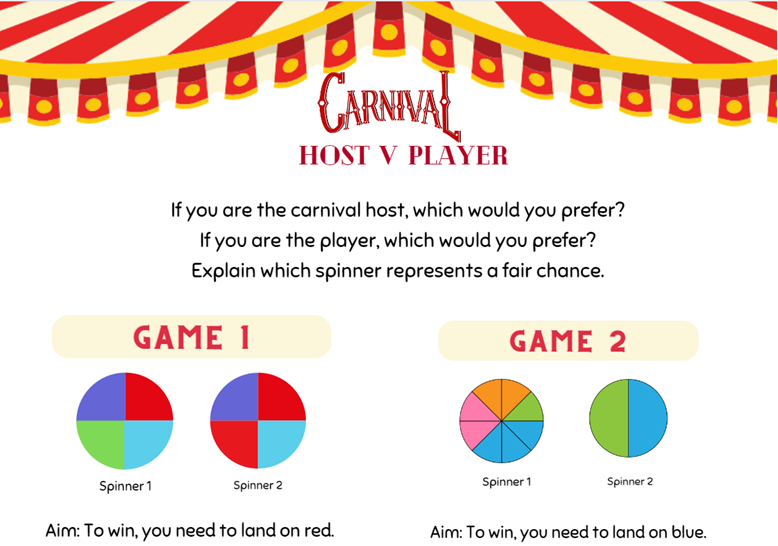 CARNIVAL
HOST V PLAYER
If you are the carnival host, which would you prefer?
If you are the player, which would you prefer?
Explain which spinner represents a fair chance.
GAME 1
Spinner 1
Spinner 2
Aim: To win, you need to land on red.
GAME 2
Spinner 1
Spinner 2
Aim: To win, you need to land on blue.